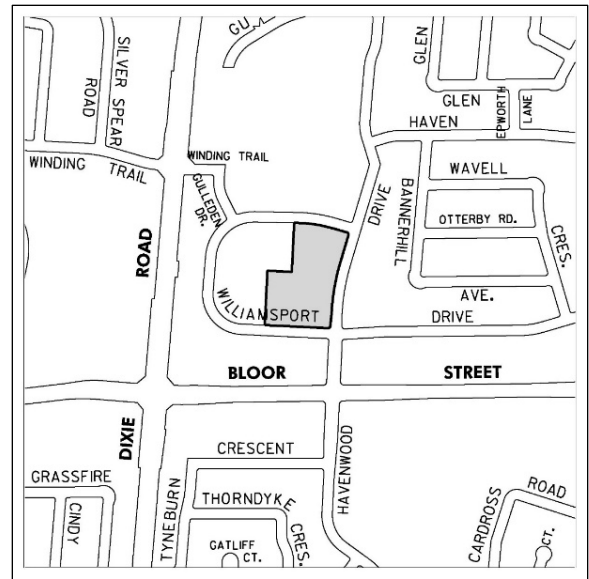 GUM
SILVER SPEAR
ROAD
GLEN
GLEN
HAVEN
EPWORTH
LANE
WINDING TRAIL
WINDING TRAIL
GULLEDEN
DR.
WAVELL
OTTERBY RD.
CRES.
BANNERHILL
AVE.
DRIVE
DRIVE
ROAD
WILLIAMSPORT
BLOOR
STREET
DIXIE
CRESCENT
HAVENWOOD
GRASSFIRE
CINDY
TYNEBURN
THORNDYKE
CRES.
GATLIFF
CT.
CARDROSS
ROAD
CT.